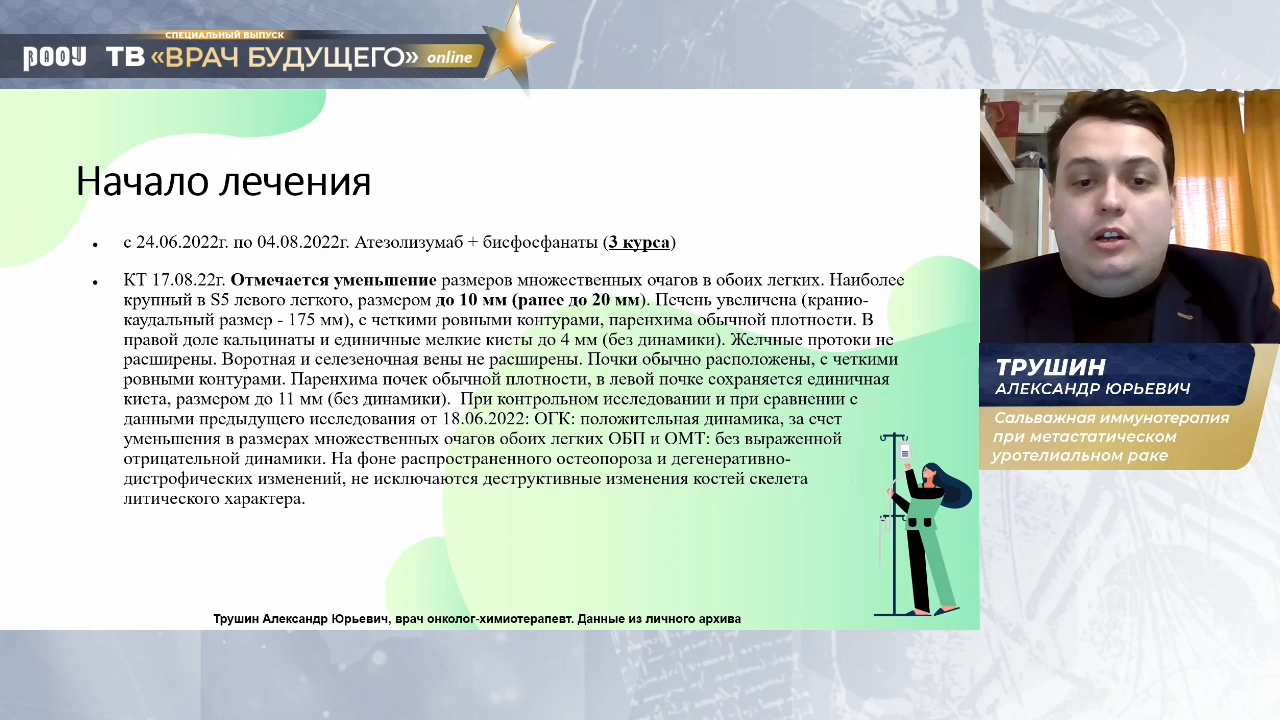 СПЕЦИАЛЬНЫЙ ВЫПУСК
РООУ ТВ «ВРАЧ БУДУЩЕГО» online
Начало лечения
• с 24.06.2022г. по 04.08.2022г. Атезолизумаб + бисфосфанаты (3 курса)
• КТ 17.08.22г. Отмечается уменьшение размеров множественных очагов в обоих легких. Наиболее
крупный в S5 левого легкого, размером до 10 мм (ранее до 20 мм). Печень увеличена (кранио-
каудальный размер - 175 мм), с четкими ровными контурами, паренхима обычной плотности. В
правой доле кальцинаты и единичные мелкие кисты до 4 мм (без динамики). Желчные протоки не
расширены. Воротная и селезеночная вены не расширены. Почки обычно расположены, с четкими
ровными контурами. Паренхима почек обычной плотности, в левой почке сохраняется единичная
киста, размером до 11 мм (без динамики). При контрольном исследовании и при сравнении с
данными предыдущего исследования от 18.06.2022: ОГК: положительная динамика, за счет
уменьшения в размерах множественных очагов обоих легких ОБП и ОМТ: без выраженной
отрицательной динамики. На фоне распространенного остеопороза и дегенеративно-
дистрофических изменений, не исключаются деструктивные изменения костей скелета
литического характера.
Трушин Александр Юрьевич, врач онколог-химиотерапевт. Данные из личного архива
ТРУШИН
АЛЕКСАНДР ЮРЬЕВИЧ
Сальважная иммунотерапия
при метастатическом
уротелиальном раке